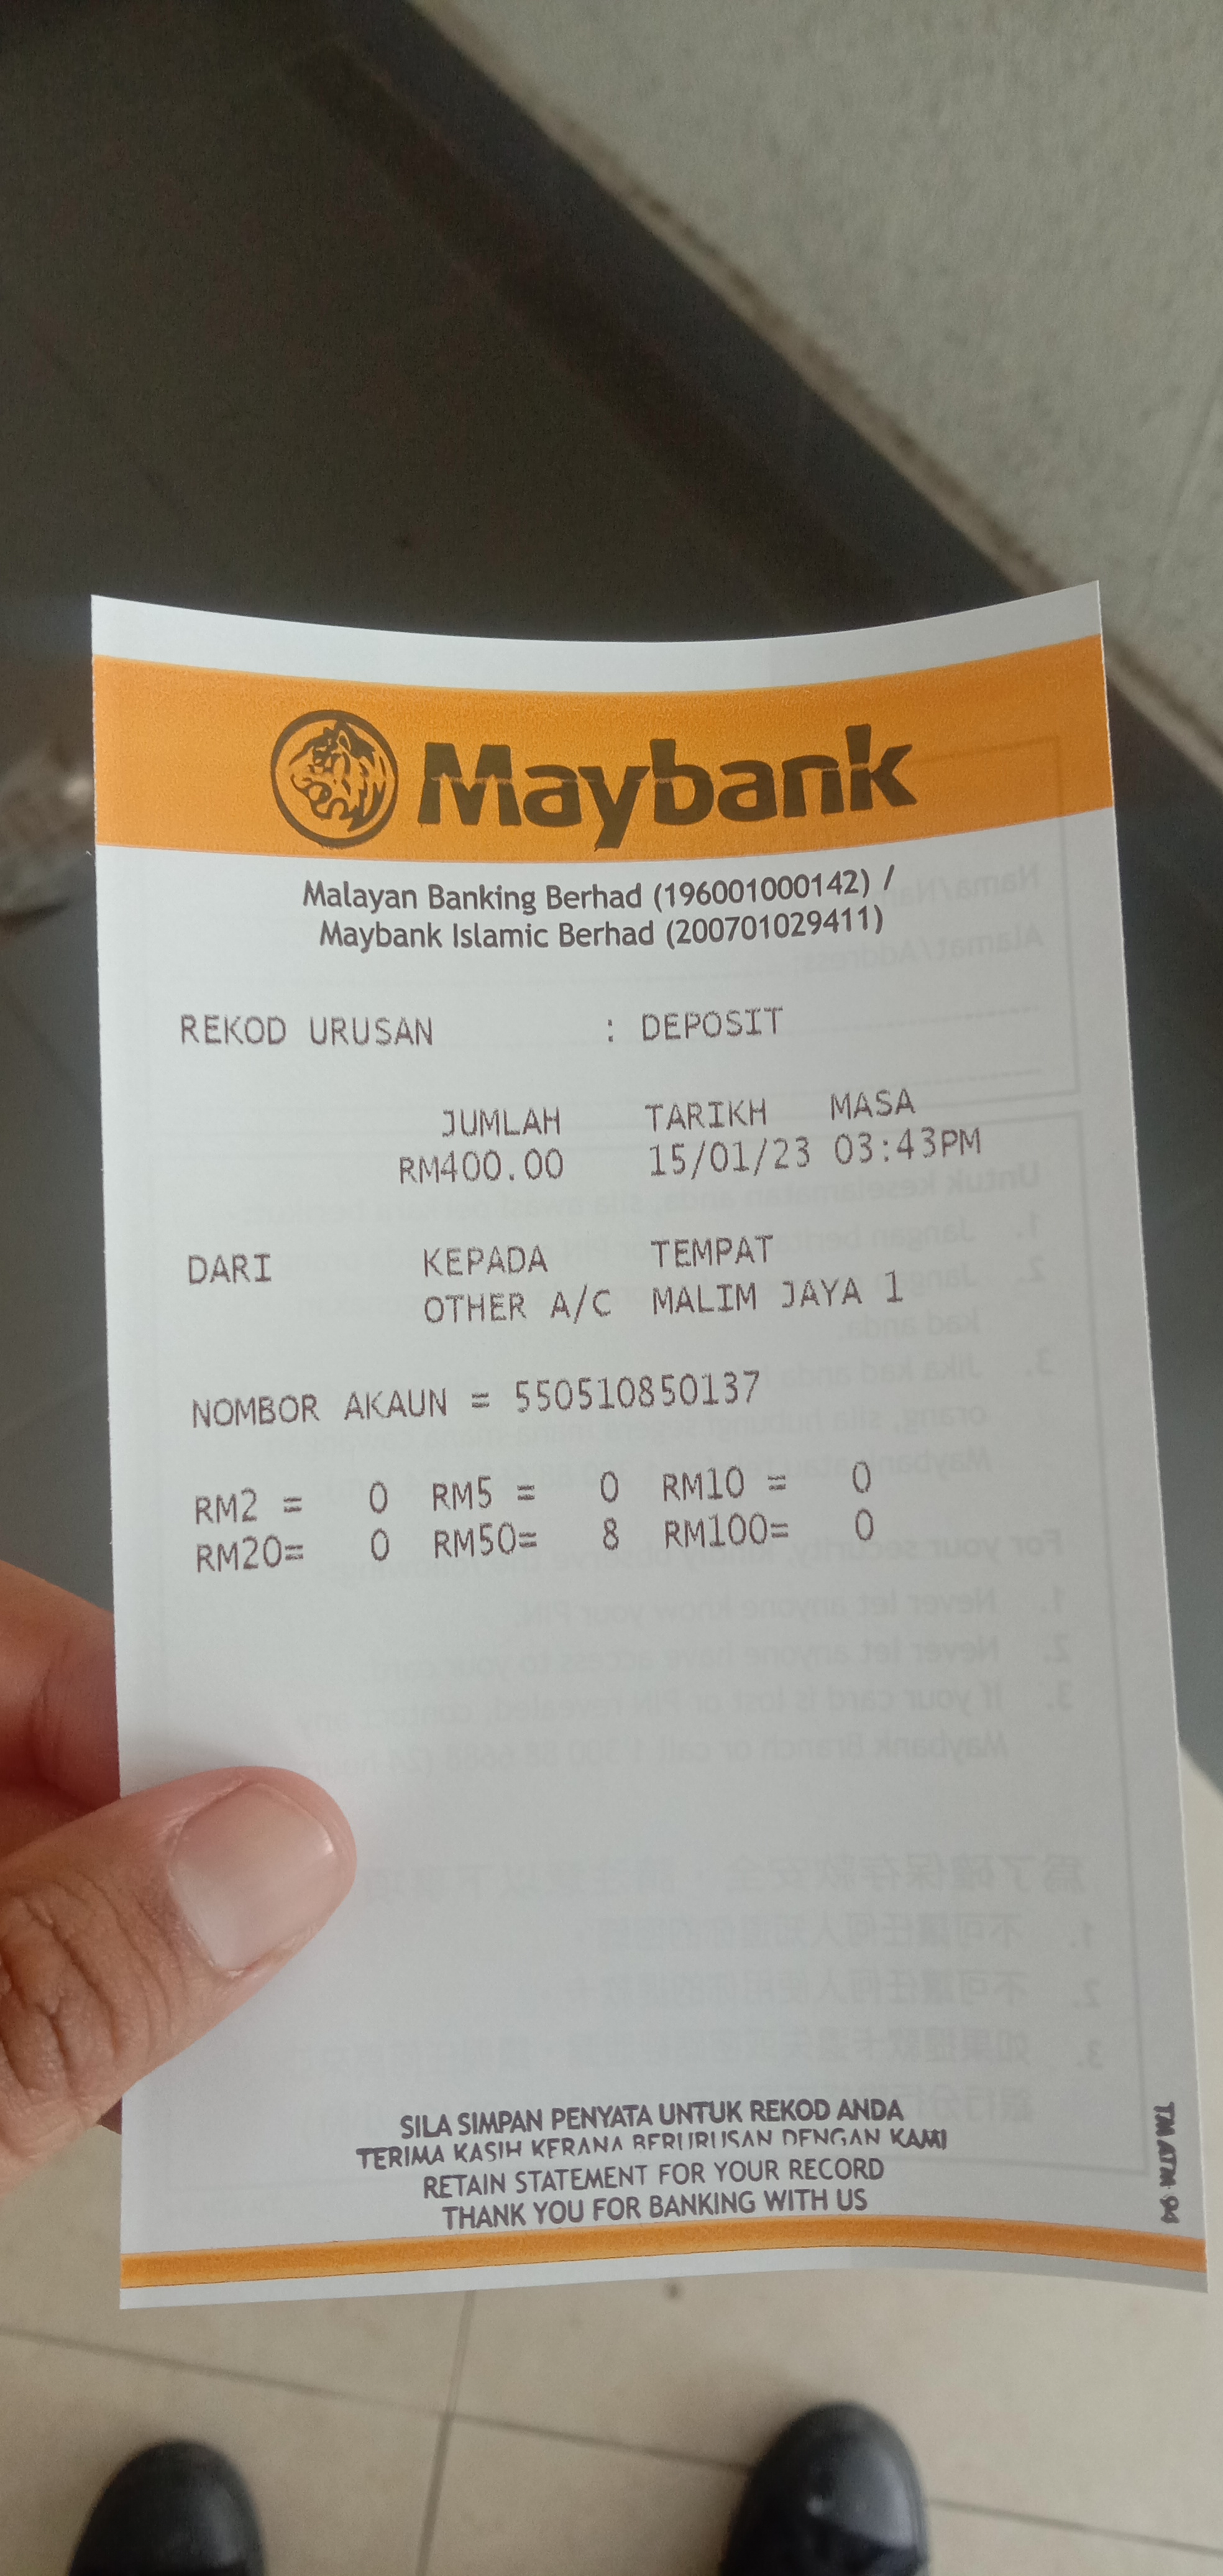 Maybank
Malayan Banking Berhad (196001000142) /
Maybank Islamic Berhad (200701029411)
REKOD URUSAN : DEPOSIT
JUMLAH TARIKH MASA
RM400.00 15/01/23 03:43PM
DARI KEPADA TEMPAT
OTHER A/C MALIM JAYA 1
NOMBOR AKAUN = 550510850137
RM2 = 0 RM5 = 0 RM10 = 0
RM20= 0 RM50= 8 RM100= 0
SILA SIMPAN PENYATA UNTUK REKOD ANDA
TERIMA KASIH KERANA BERURUSAN DENGAN KAMI
RETAIN STATEMENT FOR YOUR RECORD
THANK YOU FOR BANKING WITH US